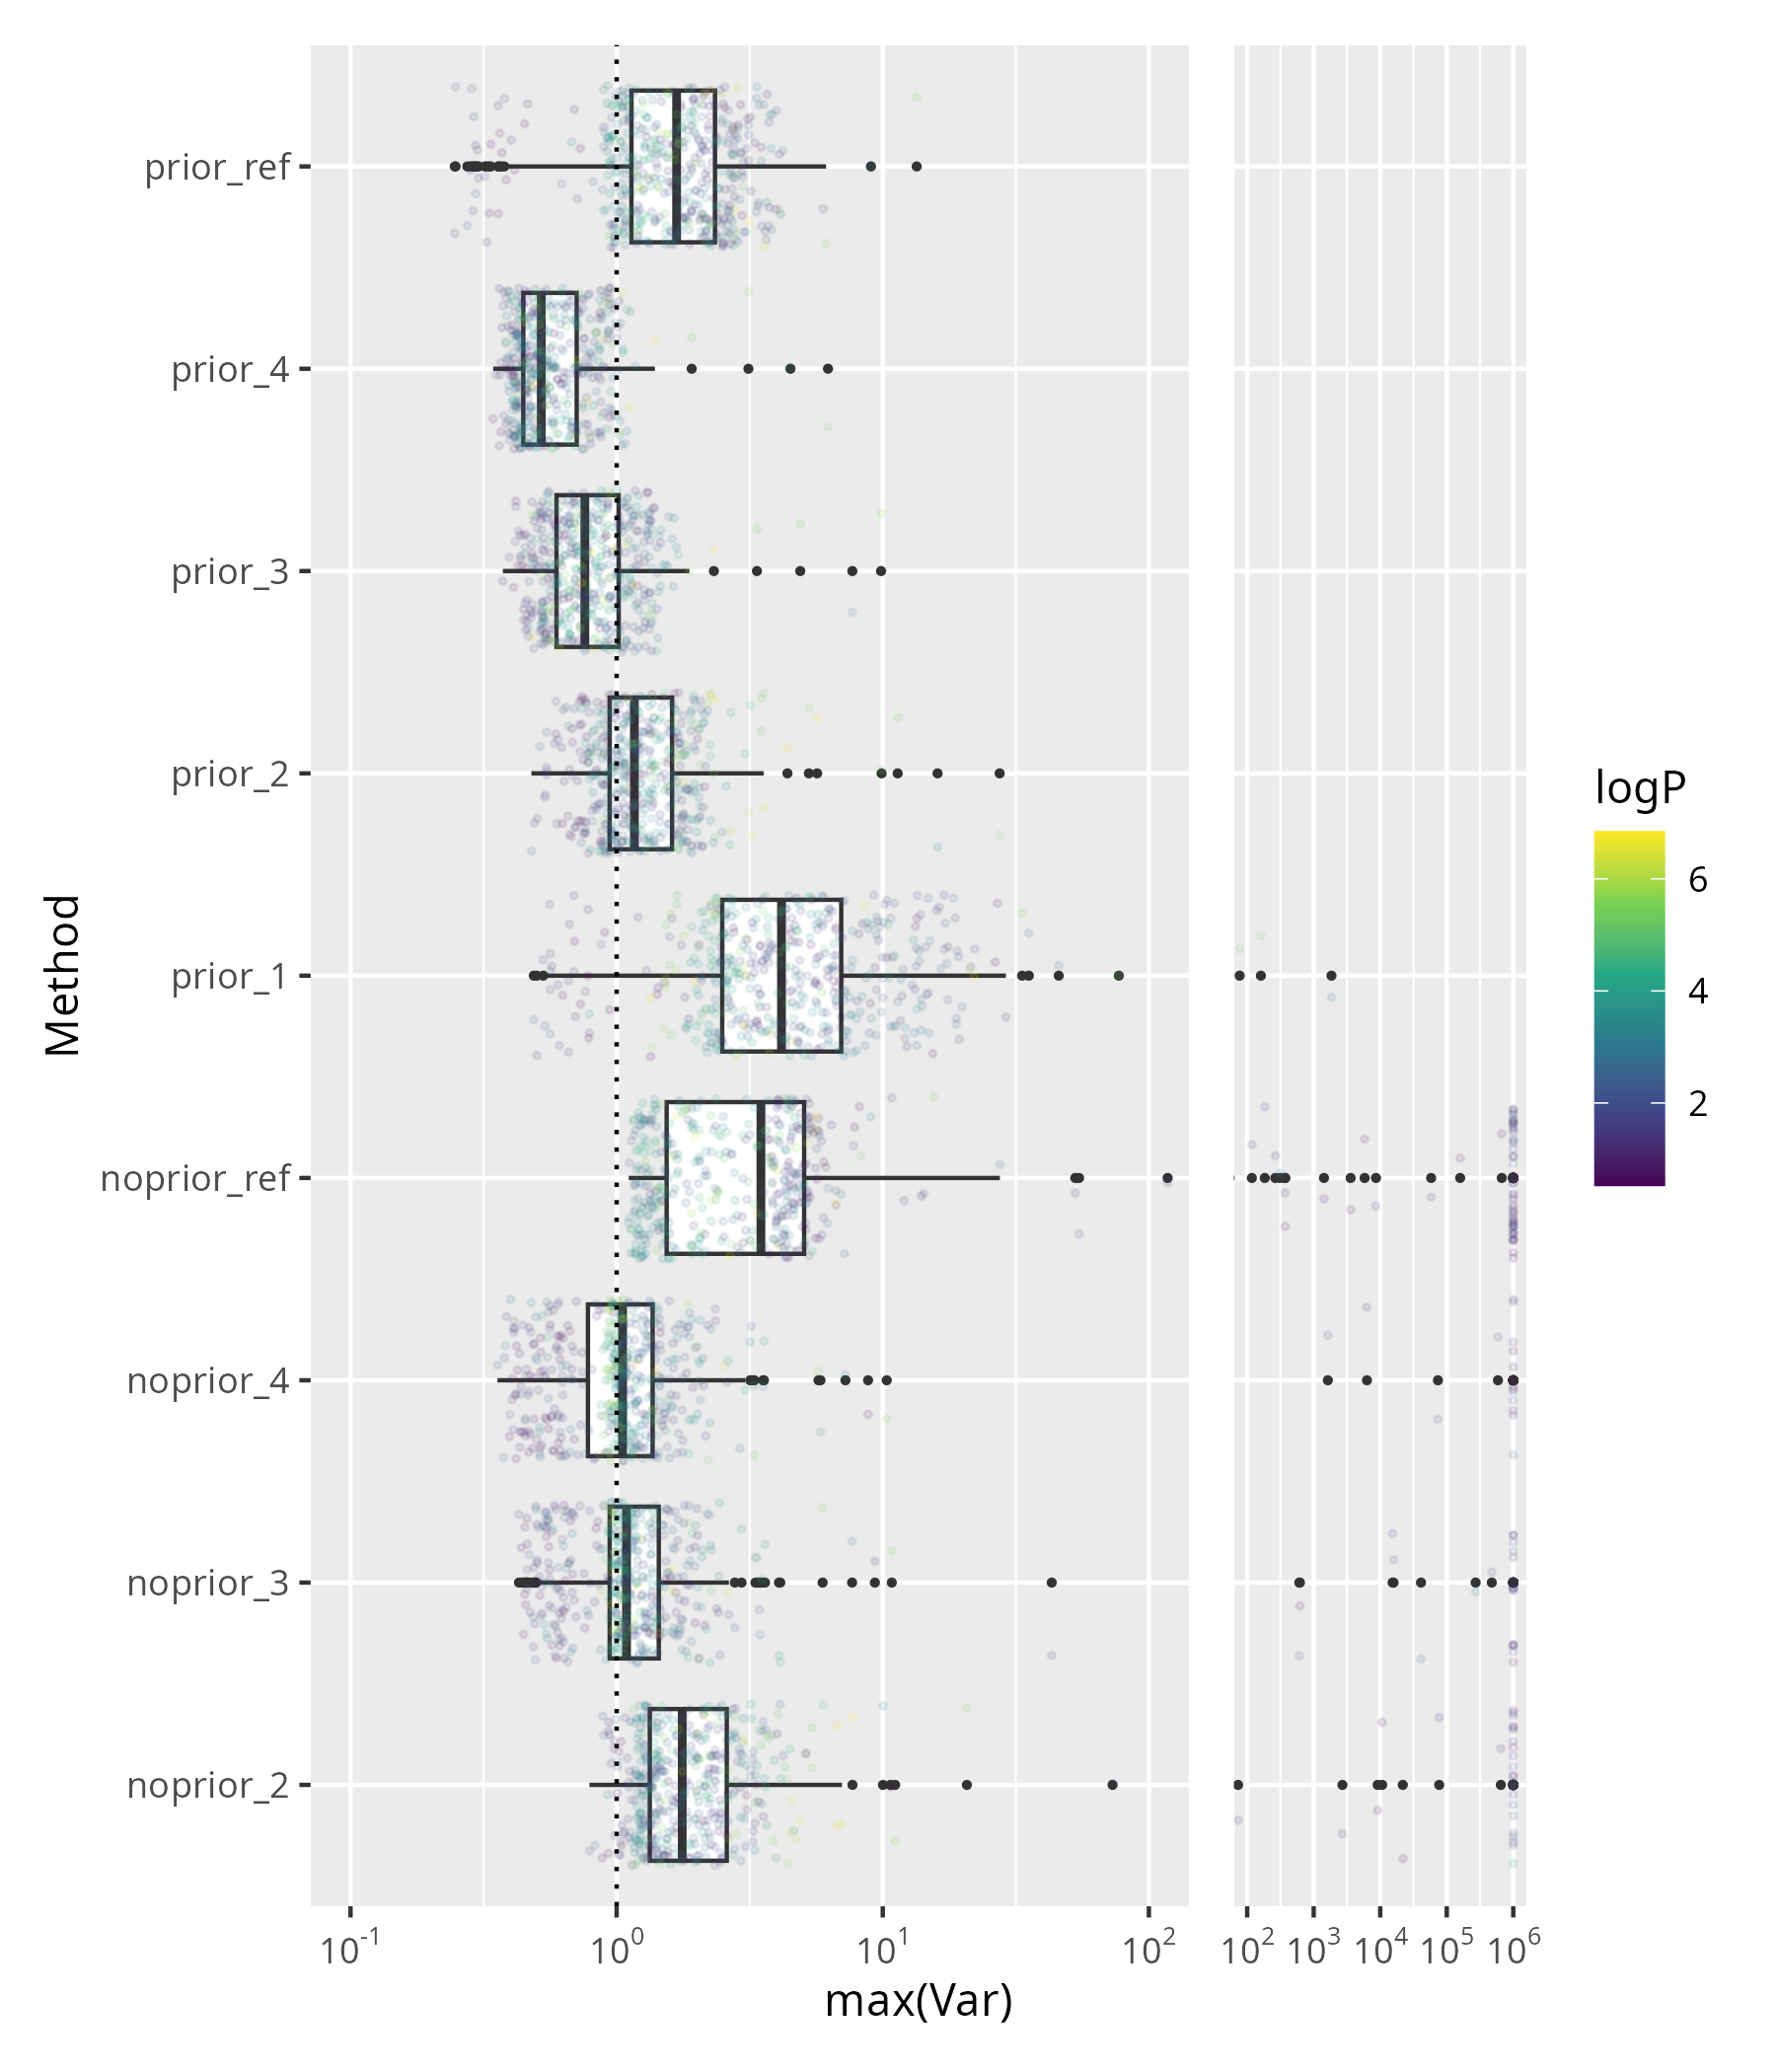 prior_ref
prior_4
prior_3
prior_2
prior_1
noprior_ref
noprior_4
noprior_3
noprior_2
Method
10^-1 10^0 10^1 10^2 10^2 10^3 10^4 10^5 10^6
max(Var)
logP
6
4
2